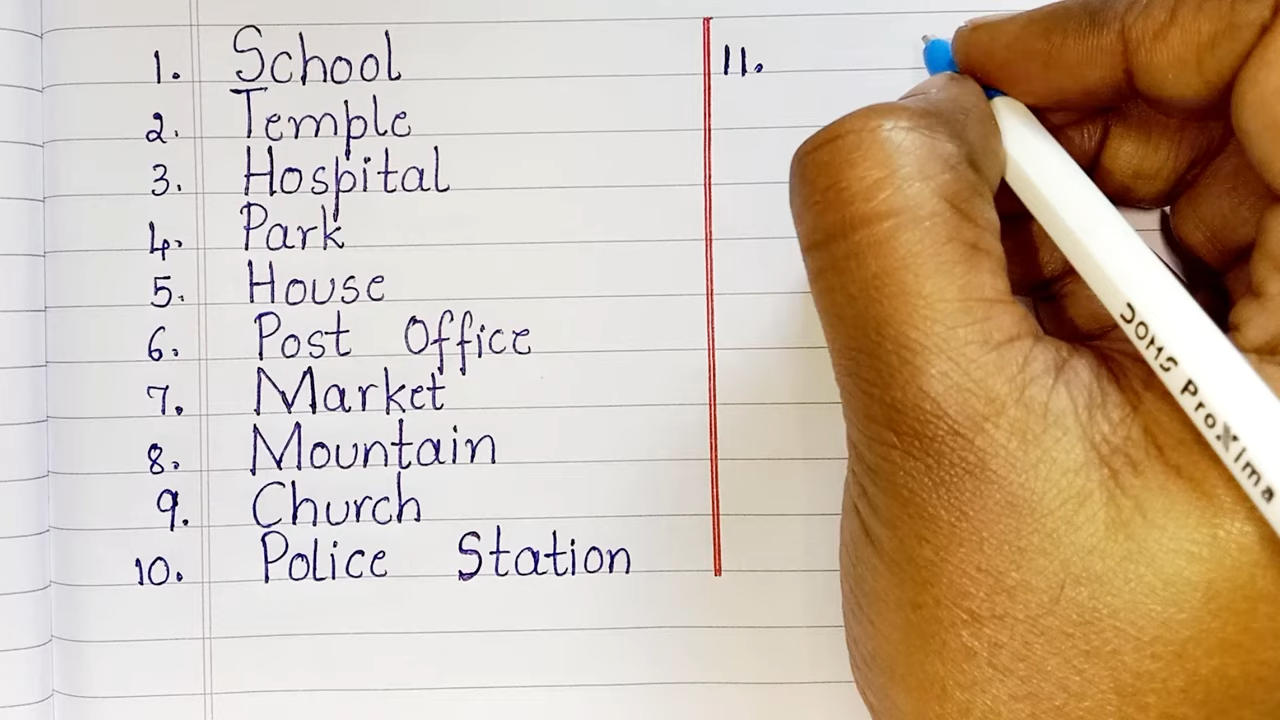 1. School
2. Temple
3. Hospital
4. Park
5. House
6. Post Office
7. Market
8. Mountain
9. Church
10. Police Station
11.
DOMS ProXima